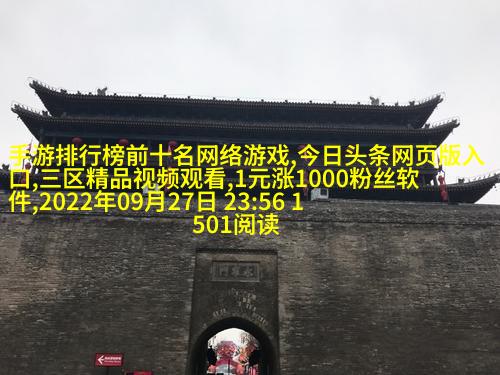 手游排行榜前十名网络游戏,今日头条网页版入
口,三区精品视频观看,1元涨1000粉丝软
件,2022年09月27日 23:56 1
501阅读